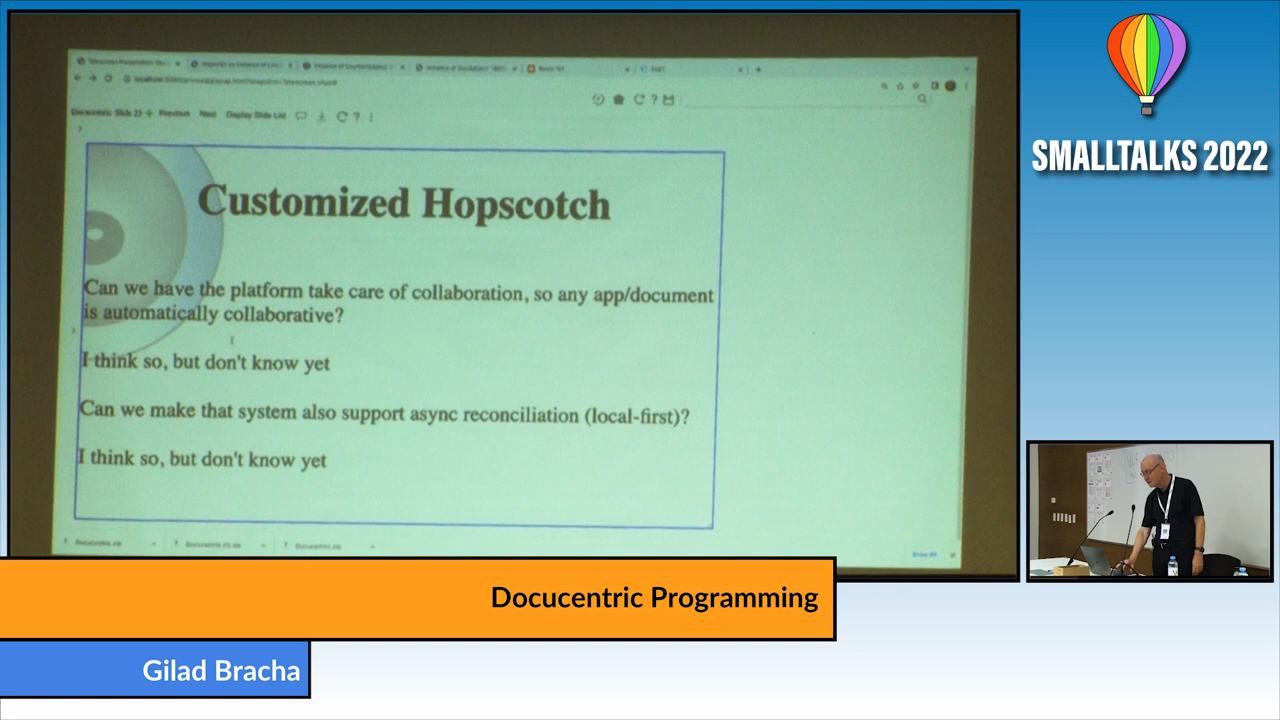 SMALLTALKS 2022
Docucentric: Slide 23 Previous Next Display Slide List
Customized Hopscotch
Can we have the platform take care of collaboration, so any app/document
is automatically collaborative?
I think so, but don't know yet
Can we make that system also support async reconciliation (local-first)?
I think so, but don't know yet
Show All
Docucentric Programming
Gilad Bracha